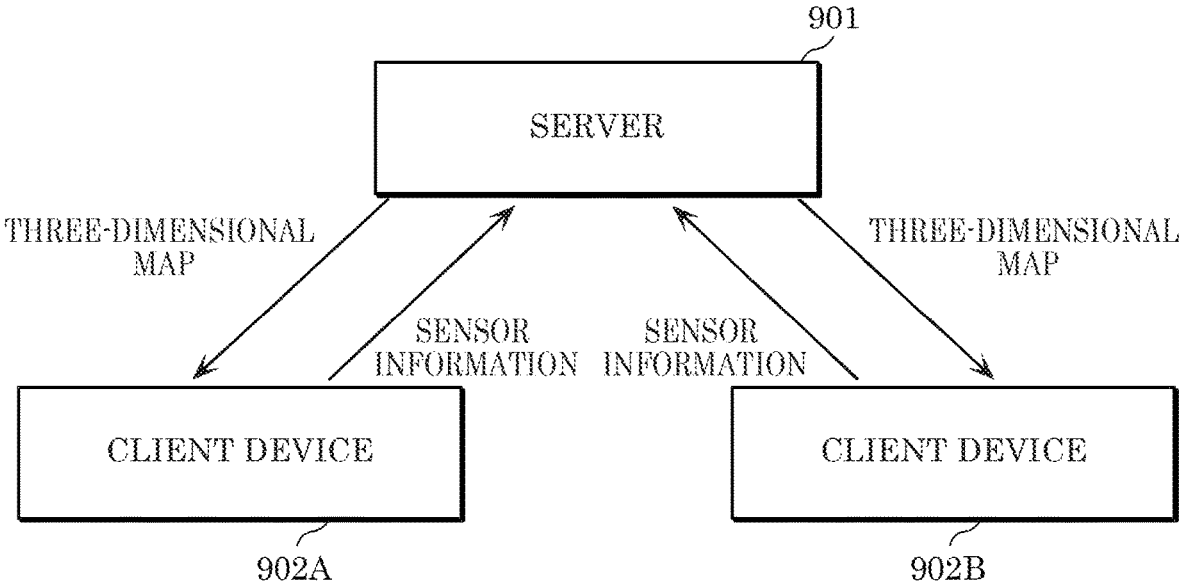 901
SERVER
THREE-DIMENSIONAL
MAP
THREE-DIMENSIONAL
MAP
SENSOR
INFORMATION
SENSOR
INFORMATION
CLIENT DEVICE
CLIENT DEVICE
902A
902B